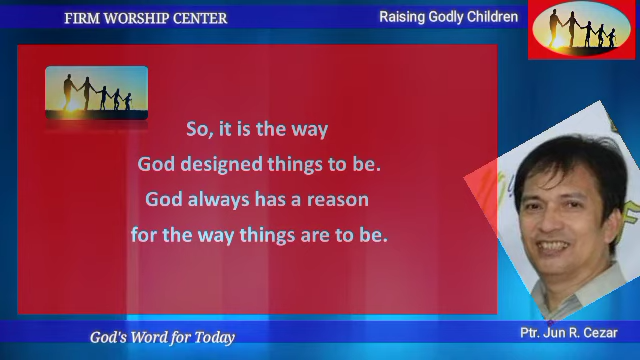 FIRM WORSHIP CENTER
Raising Godly Children
So, it is the way
God designed things to be.
God always has a reason
for the way things are to be.
God's Word for Today
Ptr. Jun R. Cezar